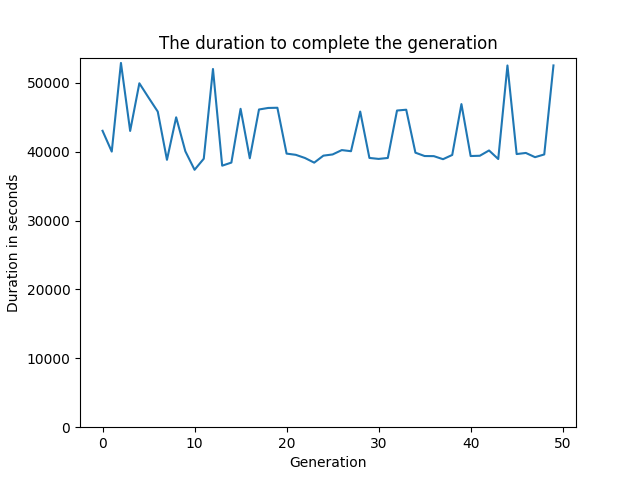 The duration to complete the generation
Duration in seconds
50000
40000
30000
20000
10000
0
0 10 20 30 40 50
Generation